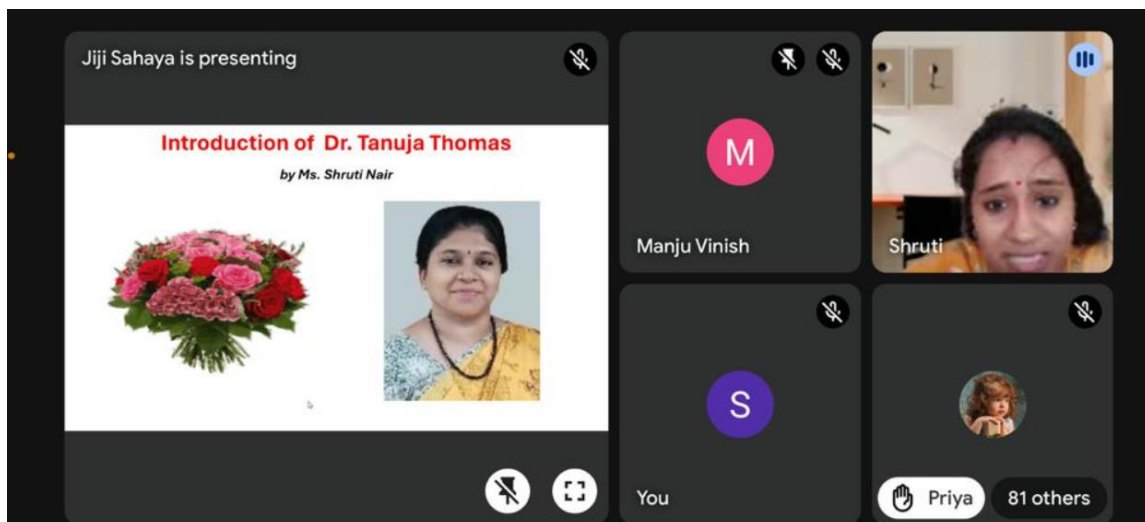 Jiji Sahaya is presenting
Introduction of Dr. Tanuja Thomas
by Ms. Shruti Nair
M
Manju Vinish
Shruti
S
You
Priya
81 others